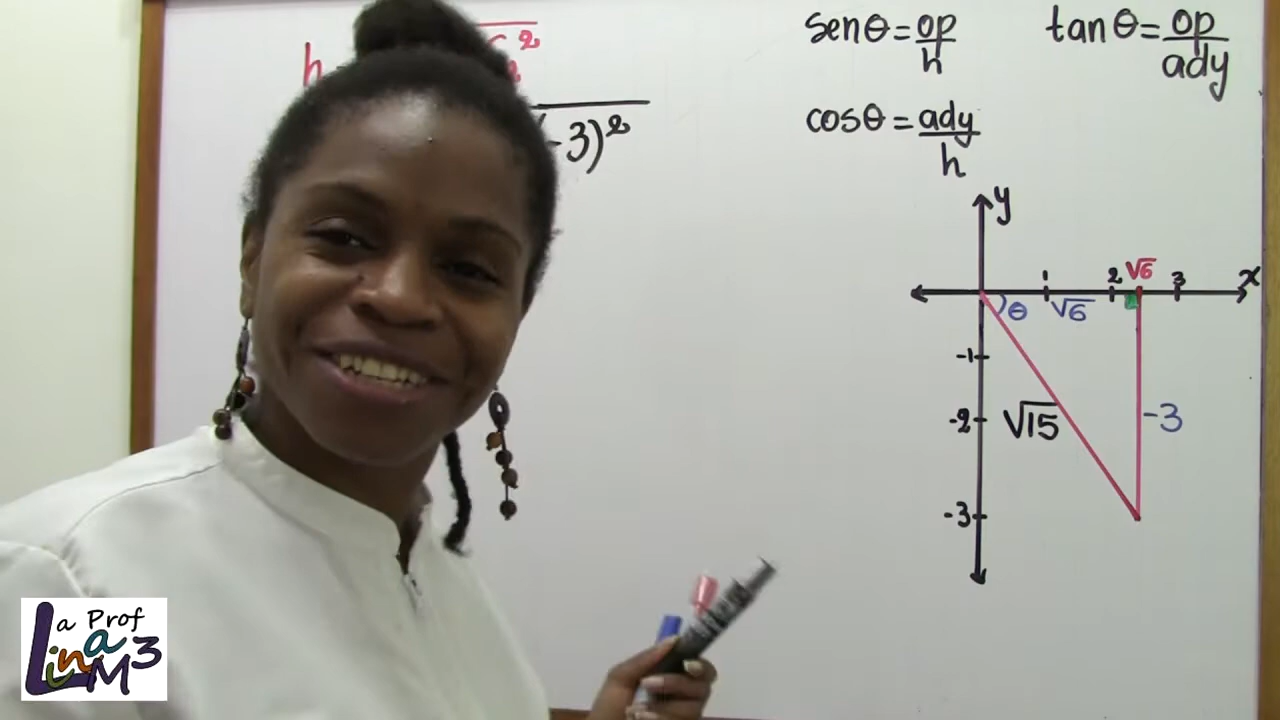 h
2
-3)²
senθ = op/h
tanθ = op/ady
cosθ = ady/h
y
1 2 √6 3 x
θ √6
-1
-2 √15 -3
-3
La Prof
Lina M3